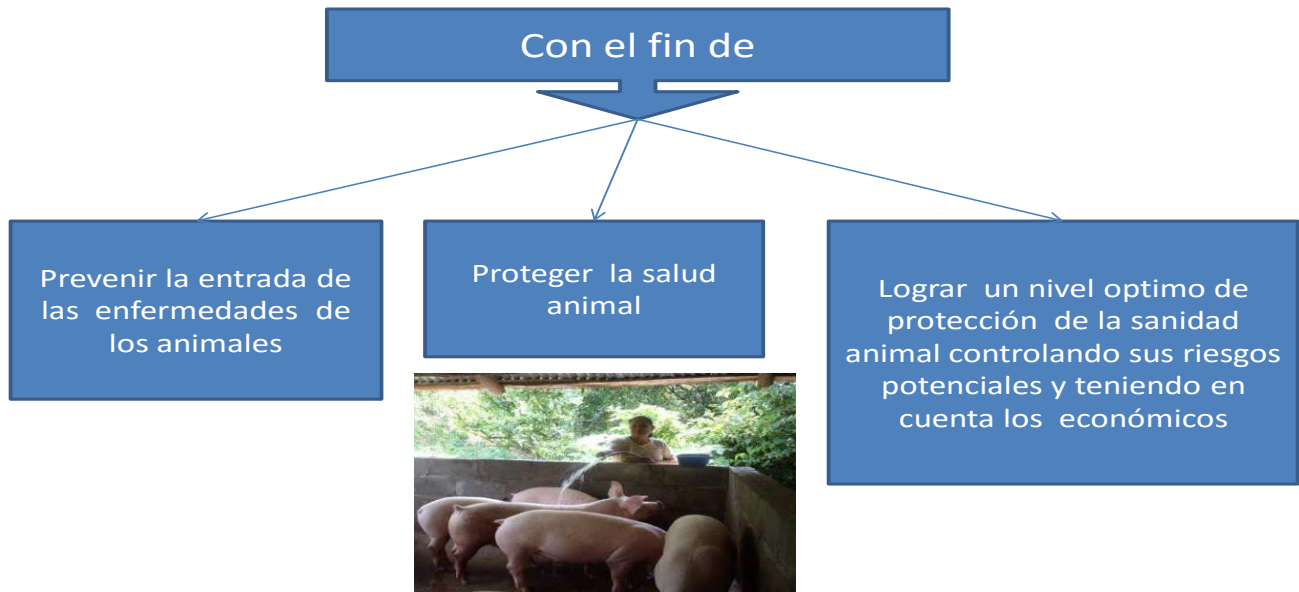 Con el fin de
Prevenir la entrada de
las enfermedades de
los animales
Proteger la salud
animal
Lograr un nivel optimo de
protección de la sanidad
animal controlando sus riesgos
potenciales y teniendo en
cuenta los económicos